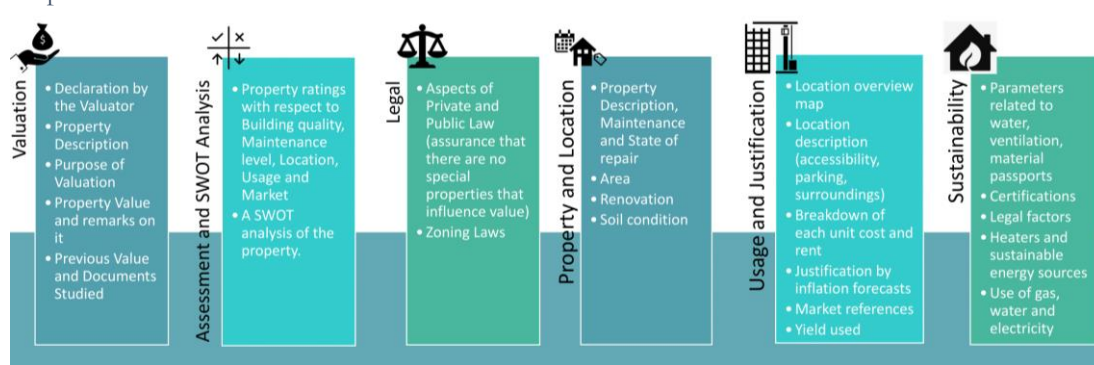 Valuation
• Declaration by
the Valuator
• Property
Description
• Purpose of
Valuation
• Property Value
and remarks on
it
• Previous Value
and Documents
Studied
Assessment and SWOT Analysis
• Property ratings
with respect to
Building quality,
Maintenance
level, Location,
Usage and
Market
• A SWOT
analysis of the
property.
Legal
• Aspects of
Private and
Public Law
(assurance that
there are no
special
properties that
influence value)
• Zoning Laws
Property and Location
• Property
Description,
Maintenance
and State of
repair
• Area
• Renovation
• Soil condition
Usage and Justification
• Location overview
map
• Location
description
(accessibility,
parking,
surroundings)
• Breakdown of
each unit cost and
rent
• Justification by
inflation forecasts
• Market references
• Yield used
Sustainability
• Parameters
related to
water,
ventilation,
material
passports
• Certifications
• Legal factors
• Heaters and
sustainable
energy sources
• Use of gas,
water and
electricity